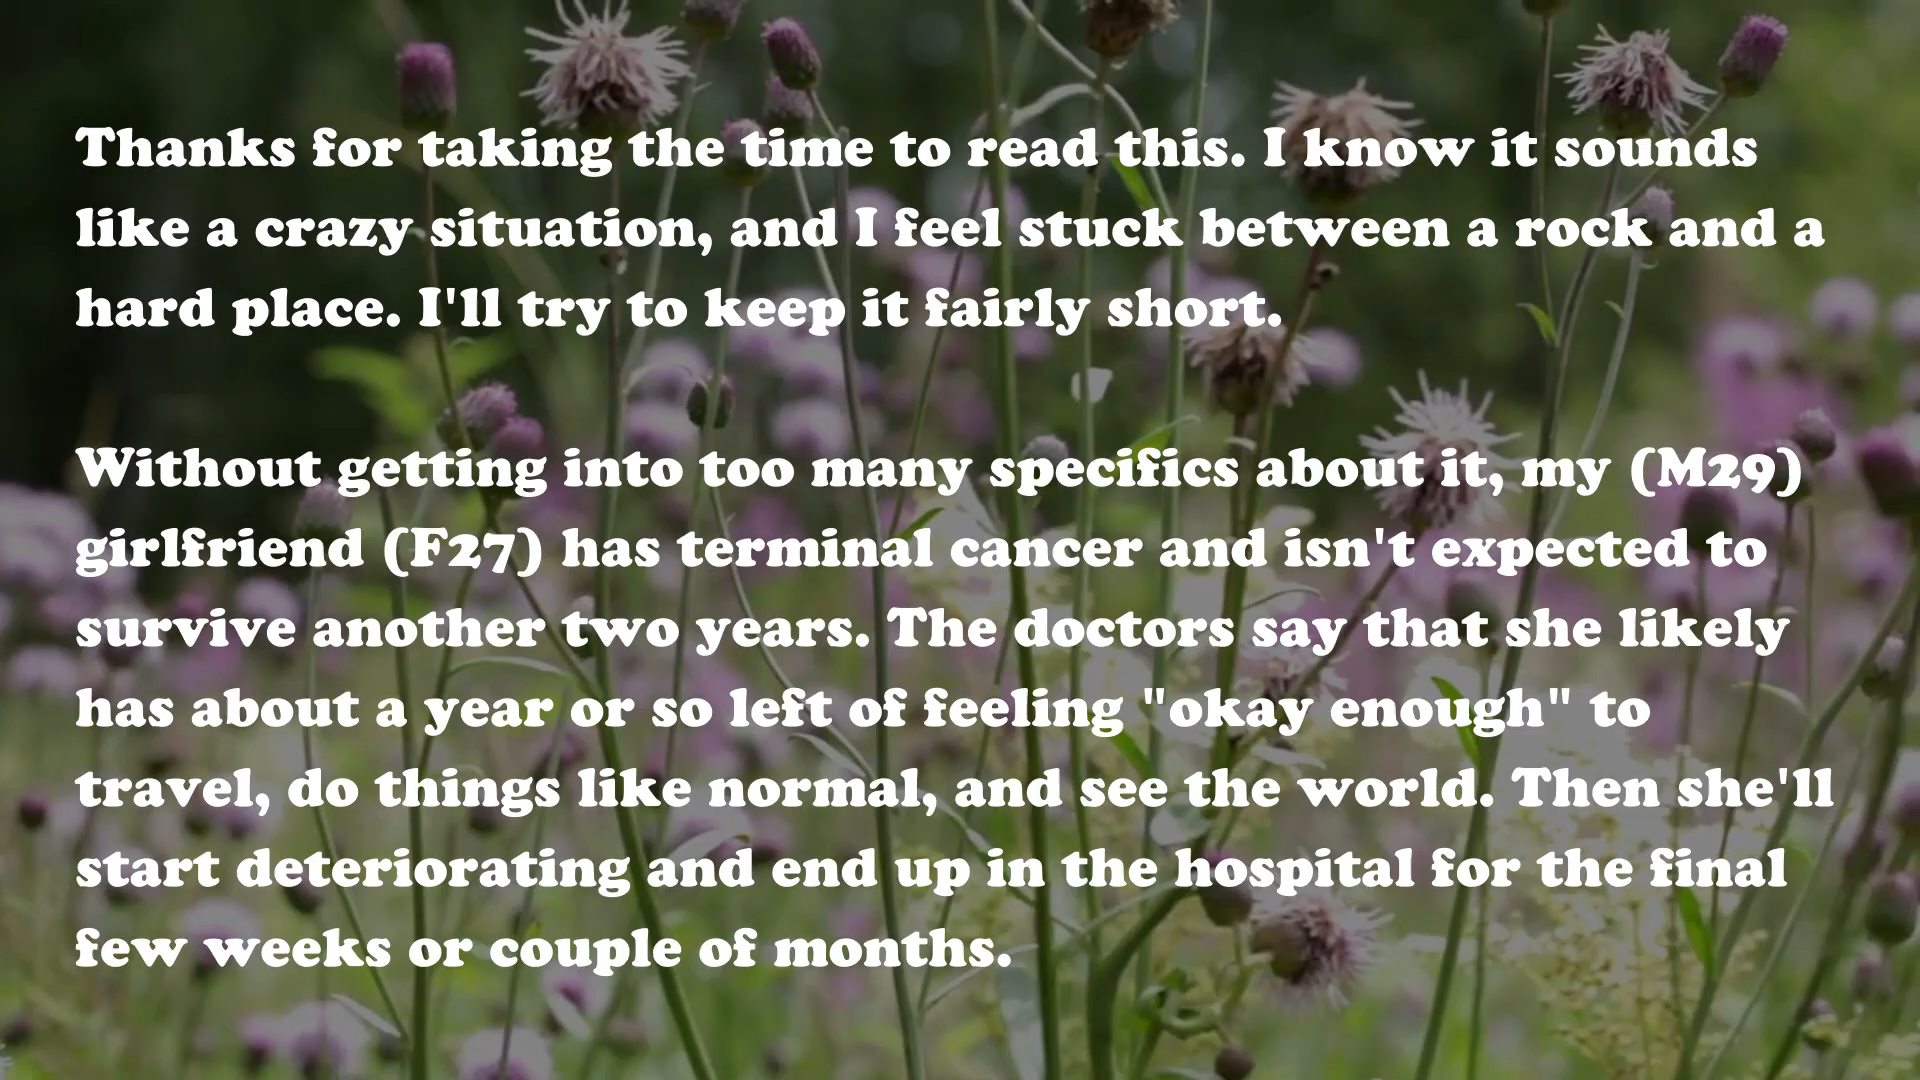 Thanks for taking the time to read this. I know it sounds
like a crazy situation, and I feel stuck between a rock and a
hard place. I'll try to keep it fairly short.
Without getting into too many specifics about it, my (M29)
girlfriend (F27) has terminal cancer and isn't expected to
survive another two years. The doctors say that she likely
has about a year or so left of feeling "okay enough" to
travel, do things like normal, and see the world. Then she'll
start deteriorating and end up in the hospital for the final
few weeks or couple of months.